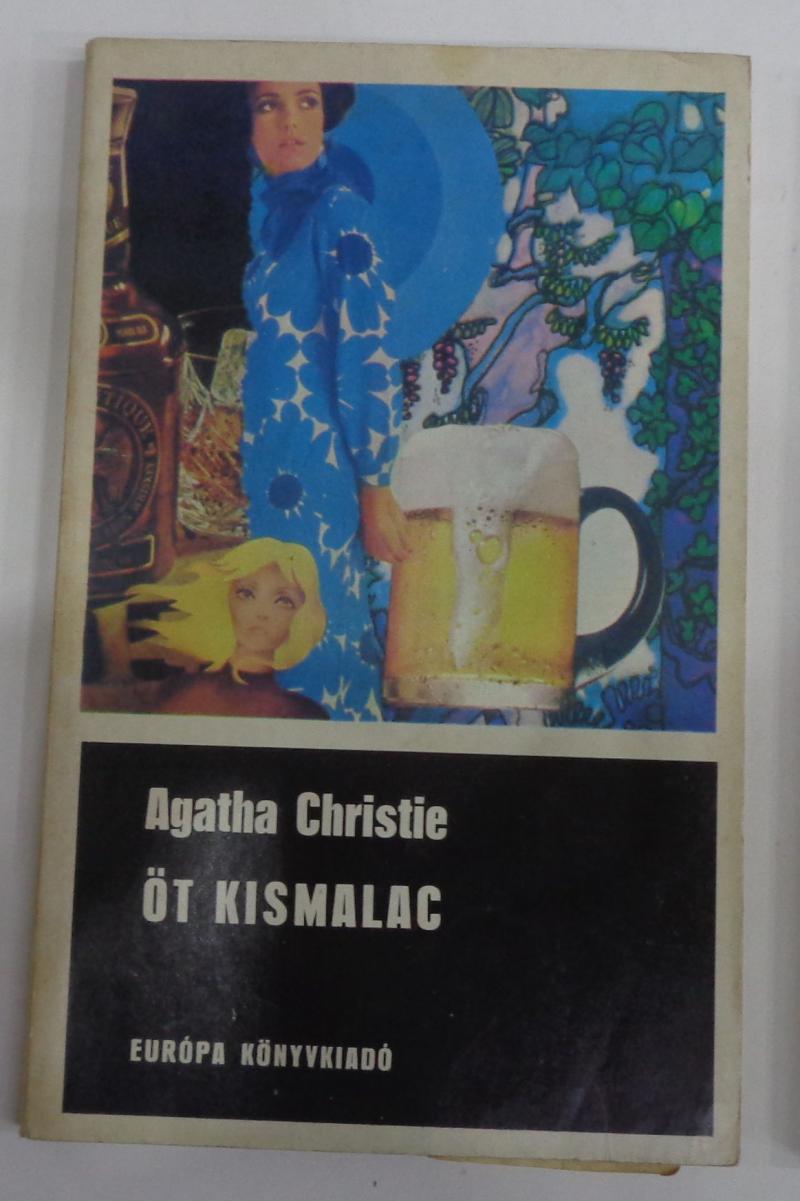 Agatha Christie
ÖT KISMALAC
EURÓPA KÖNYVKIADÓ